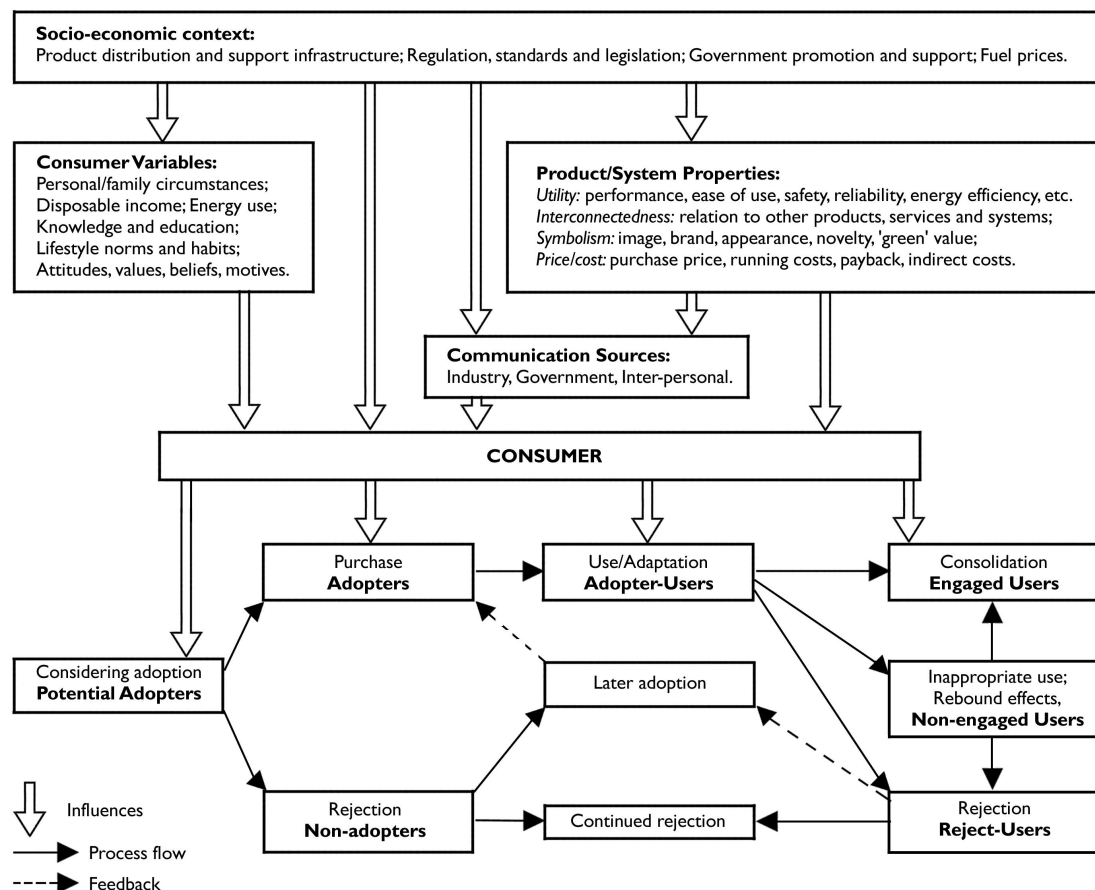 Socio-economic context:
Product distribution and support infrastructure; Regulation, standards and legislation; Government promotion and support; Fuel prices.
Consumer Variables:
Personal/family circumstances;
Disposable income; Energy use;
Knowledge and education;
Lifestyle norms and habits;
Attitudes, values, beliefs, motives.
Product/System Properties:
Utility: performance, ease of use, safety, reliability, energy efficiency, etc.
Interconnectedness: relation to other products, services and systems;
Symbolism: image, brand, appearance, novelty, 'green' value;
Price/cost: purchase price, running costs, payback, indirect costs.
Communication Sources:
Industry, Government, Inter-personal.
CONSUMER
Purchase
Adopters
Use/Adaptation
Adopter-Users
Consolidation
Engaged Users
Considering adoption
Potential Adopters
Later adoption
Inappropriate use;
Rebound effects,
Non-engaged Users
Rejection
Non-adopters
Continued rejection
Rejection
Reject-Users
Influences
Process flow
Feedback